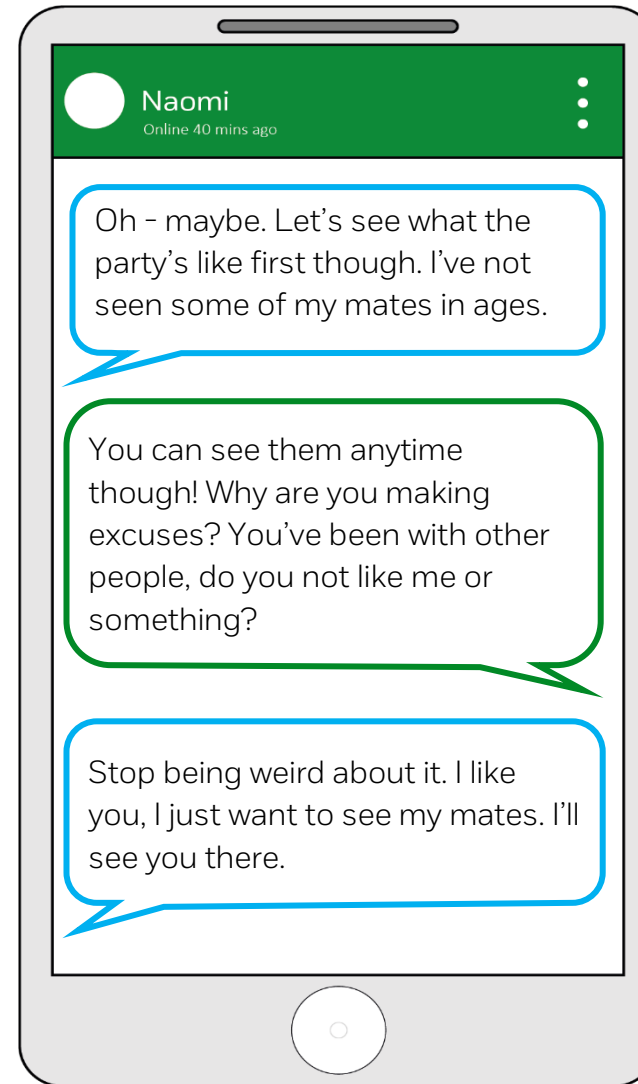 Naomi
Online 40 mins ago
Oh - maybe. Let's see what the
party's like first though. I've not
seen some of my mates in ages.
You can see them anytime
though! Why are you making
excuses? You've been with other
people, do you not like me or
something?
Stop being weird about it. I like
you, I just want to see my mates. I'll
see you there.